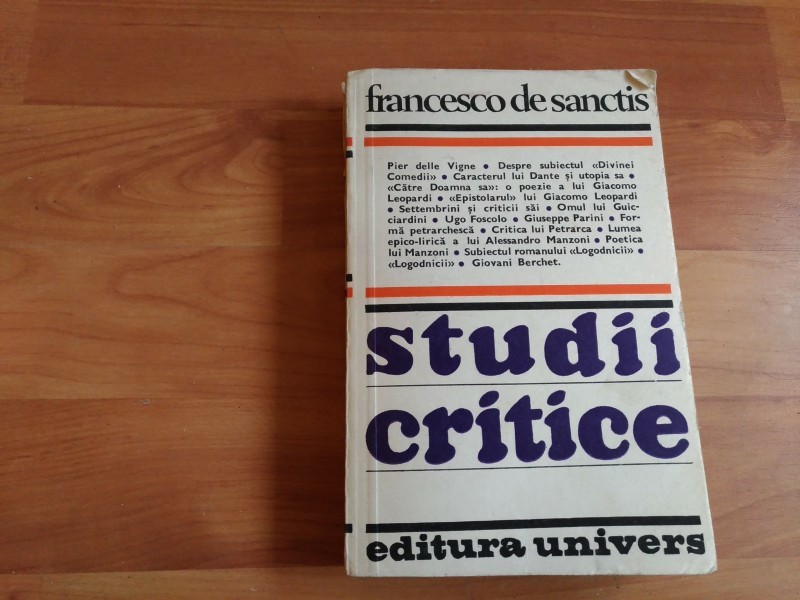 francesco de sanctis
Pier delle Vigne • Despre subiectul «Divinei
Comedii» • Caracterul lui Dante și utopia sa •
«Către Doamna sa»: o poezie a lui Giacomo
Leopardi • «Epistolarul» lui Giacomo Leopardi
• Settembrini și criticii săi • Omul lui Guic-
ciardini • Ugo Foscolo • Giuseppe Parini • For-
mă petrarchescă • Critica lui Petrarca • Lumea
epico-lirică a lui Alessandro Manzoni • Poetica
lui Manzoni • Subiectul romanului «Logodnicii» •
«Logodnicii» • Giovani Berchet.
studii
critice
editura univers